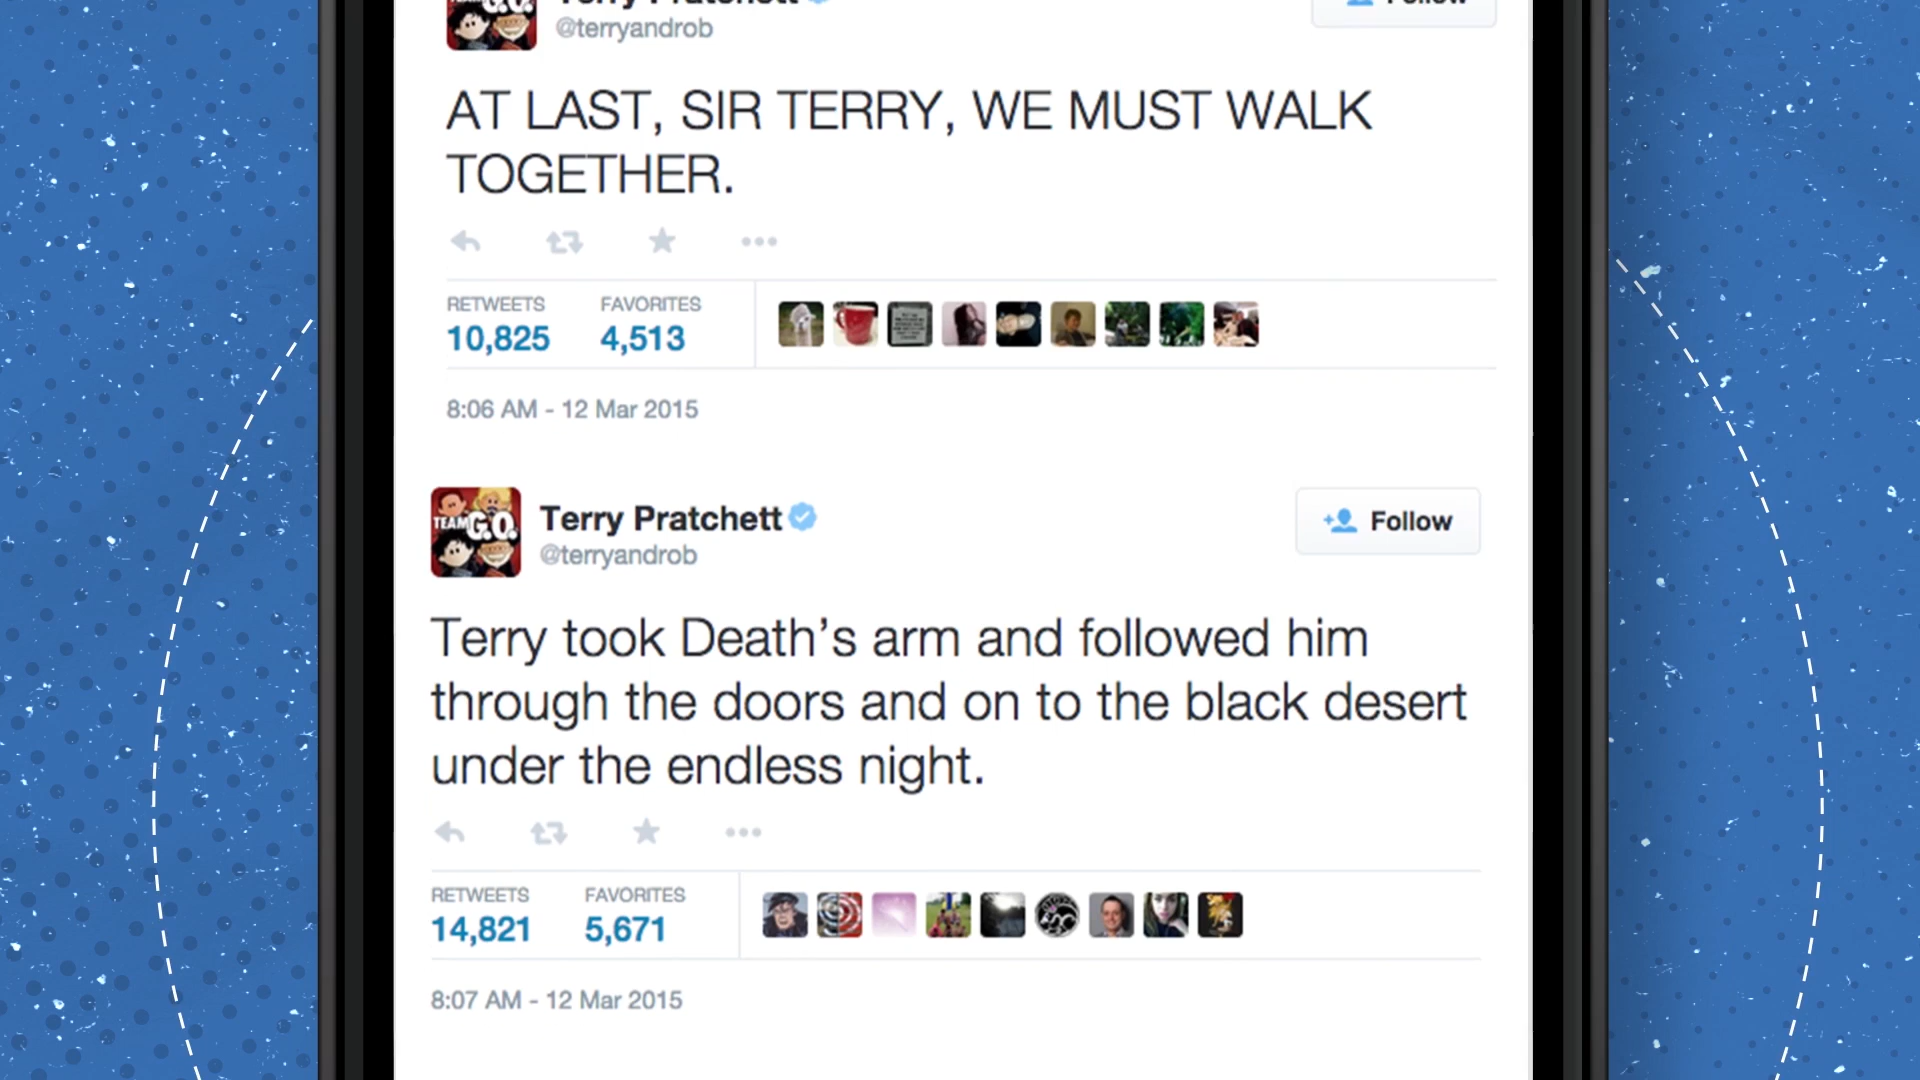 Terry Pratchett
@terryandrob
Follow
AT LAST, SIR TERRY, WE MUST WALK
TOGETHER.
RETWEETS FAVORITES
10,825 4,513
8:06 AM - 12 Mar 2015
TEAM G.O.
Terry Pratchett
@terryandrob
Follow
Terry took Death’s arm and followed him
through the doors and on to the black desert
under the endless night.
RETWEETS FAVORITES
14,821 5,671
8:07 AM - 12 Mar 2015